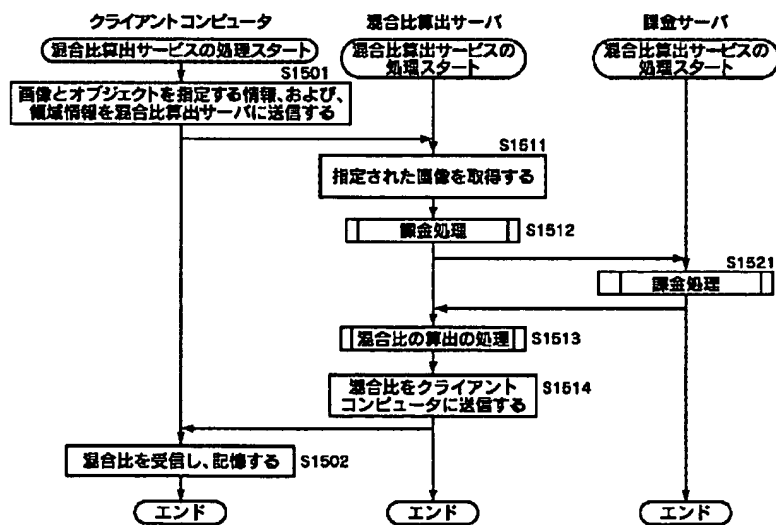 クライアントコンピュータ
混合比算出サービスの処理スタート
S1501
画像とオブジェクトを指定する情報、および、
領域情報を混合比算出サーバに送信する
混合比を受信し、記憶する
S1502
エンド
混合比算出サーバ
混合比算出サービスの
処理スタート
S1511
指定された画像を取得する
課金処理
S1512
混合比の算出の処理
S1513
混合比をクライアント
コンピュータに送信する
S1514
エンド
課金サーバ
混合比算出サービスの
処理スタート
S1521
課金処理
エンド